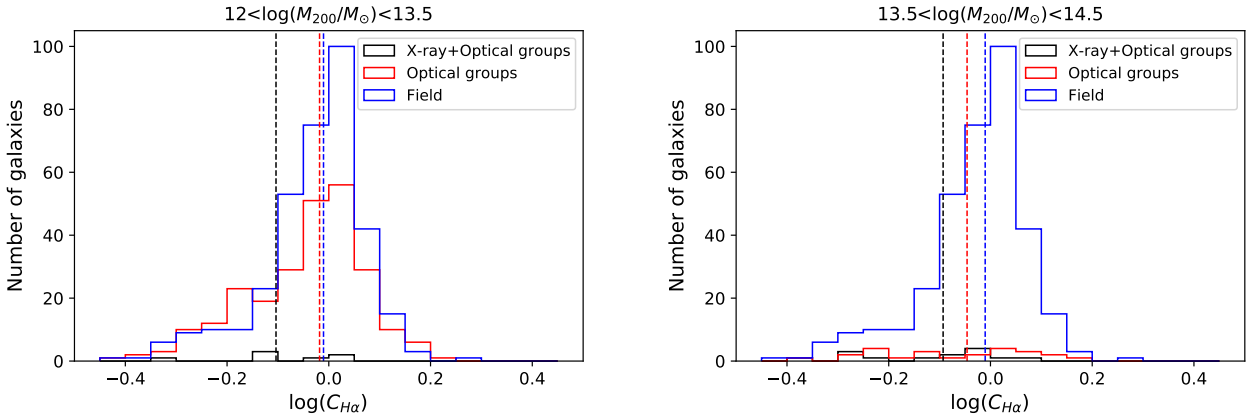 12<log(M₂₀₀/M⊙)<13.5
X-ray+Optical groups
Optical groups
Field
Number of galaxies
100
80
60
40
20
0
−0.4 −0.2 0.0 0.2 0.4
log(C_Hα)
13.5<log(M₂₀₀/M⊙)<14.5
X-ray+Optical groups
Optical groups
Field
Number of galaxies
100
80
60
40
20
0
−0.4 −0.2 0.0 0.2 0.4
log(C_Hα)